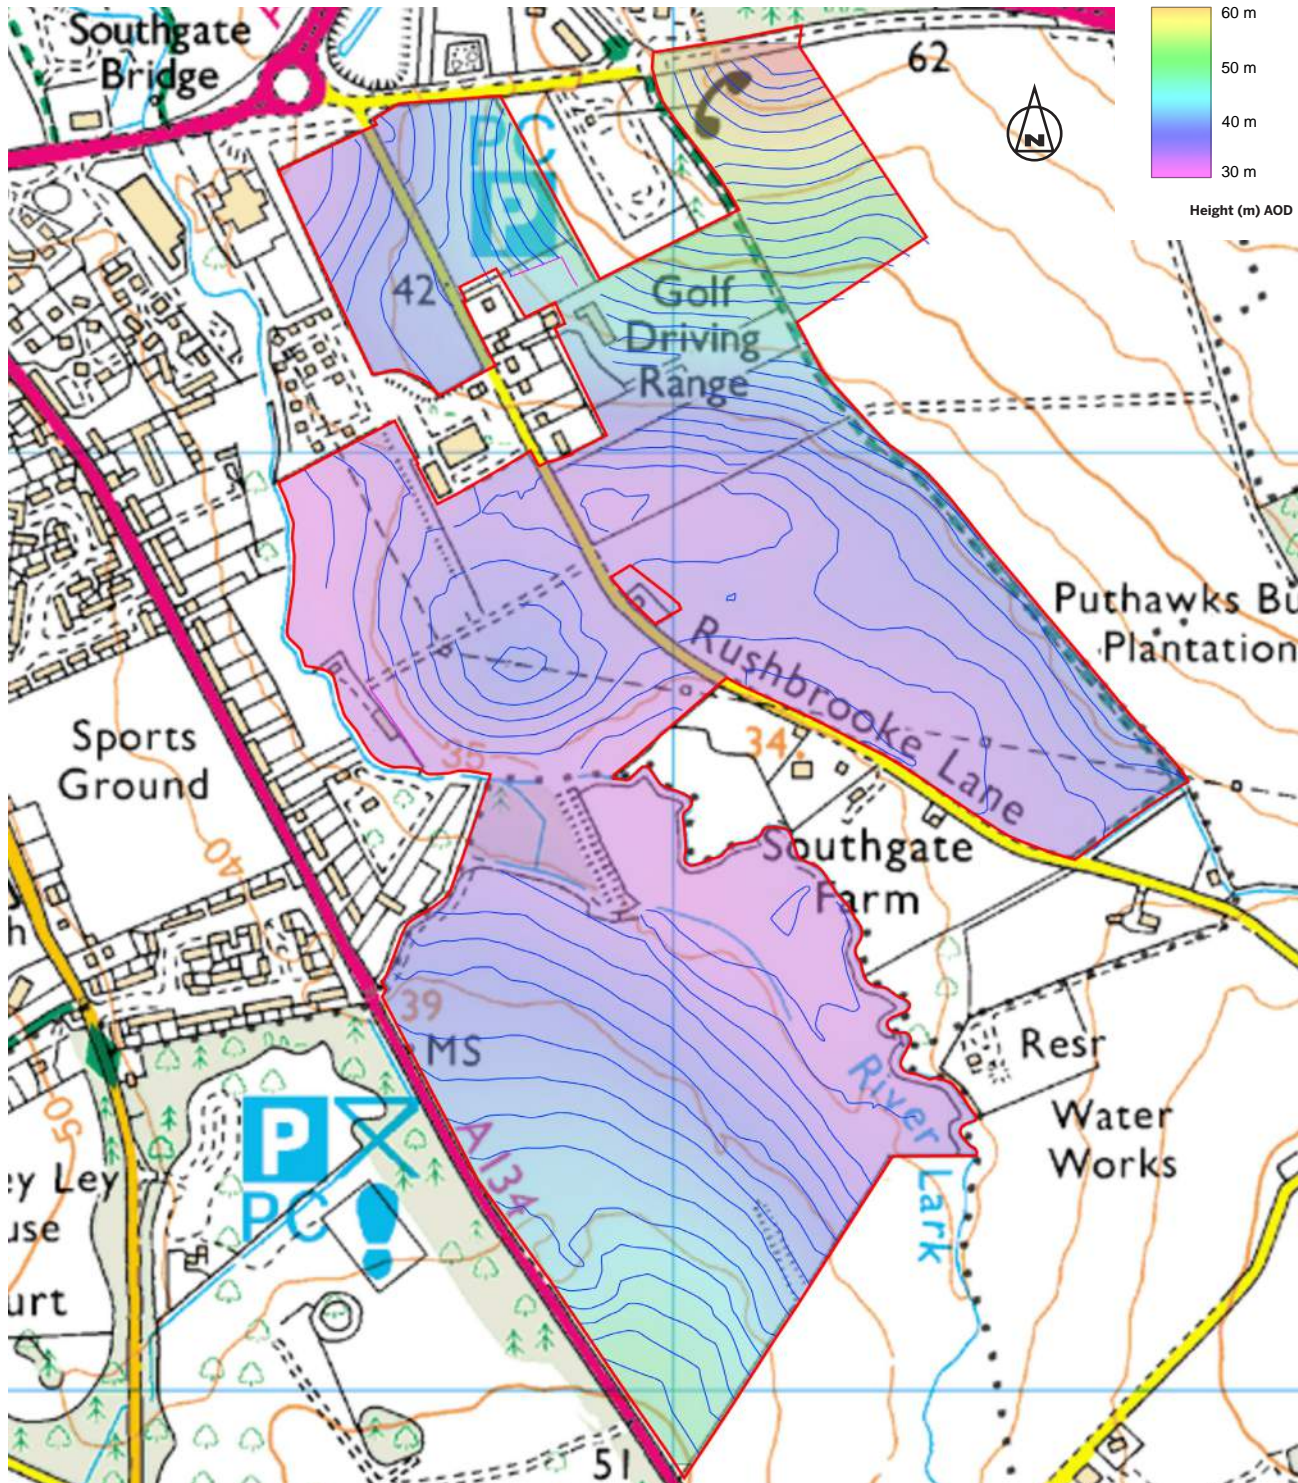 Southgate
Bridge
62
60 m
50 m
40 m
30 m
Height (m) AOD
N
PC
P
42
Golf
Driving
Range
Puthawks Bu
Plantation
Rushbrooke Lane
Sports
Ground
35
34
40
Southgate
Farm
h
39
MS
Resr
River Lark
Water
Works
50
P
PC
A134
ey Ley
use
urt
51